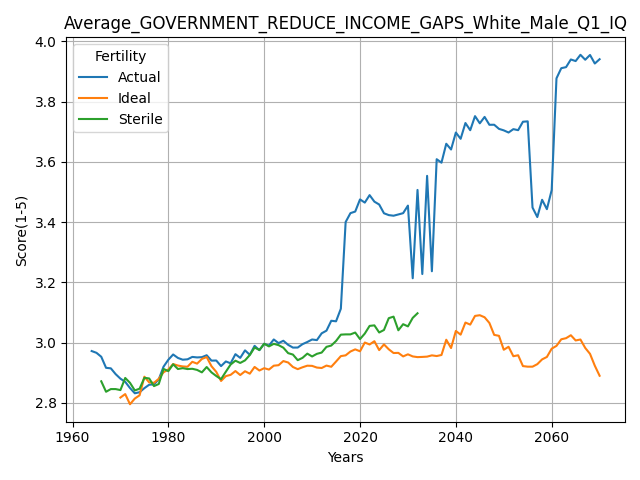 Average_GOVERNMENT_REDUCE_INCOME_GAPS_White_Male_Q1_IQ
Fertility
Actual
Ideal
Sterile
Score(1-5)
4.0
3.8
3.6
3.4
3.2
3.0
2.8
1960 1980 2000 2020 2040 2060
Years